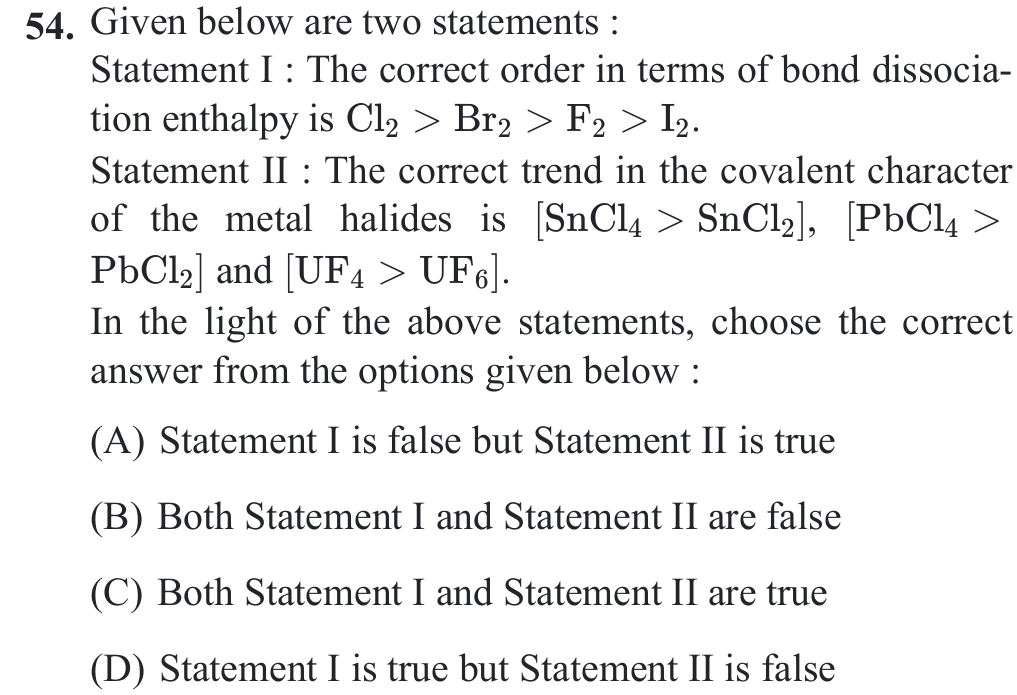 54. Given below are two statements :
Statement I : The correct order in terms of bond dissocia-
tion enthalpy is Cl₂ > Br₂ > F₂ > I₂.
Statement II : The correct trend in the covalent character
of the metal halides is [SnCl₄ > SnCl₂], [PbCl₄ >
PbCl₂] and [UF₄ > UF₆].
In the light of the above statements, choose the correct
answer from the options given below :
(A) Statement I is false but Statement II is true
(B) Both Statement I and Statement II are false
(C) Both Statement I and Statement II are true
(D) Statement I is true but Statement II is false